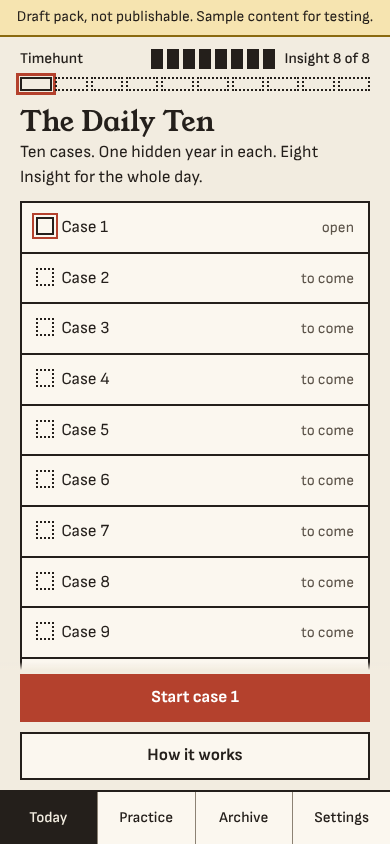 Draft pack, not publishable. Sample content for testing.
Timehunt
Insight 8 of 8
The Daily Ten
Ten cases. One hidden year in each. Eight
Insight for the whole day.
Case 1 open
Case 2 to come
Case 3 to come
Case 4 to come
Case 5 to come
Case 6 to come
Case 7 to come
Case 8 to come
Case 9 to come
Start case 1
How it works
Today Practice Archive Settings